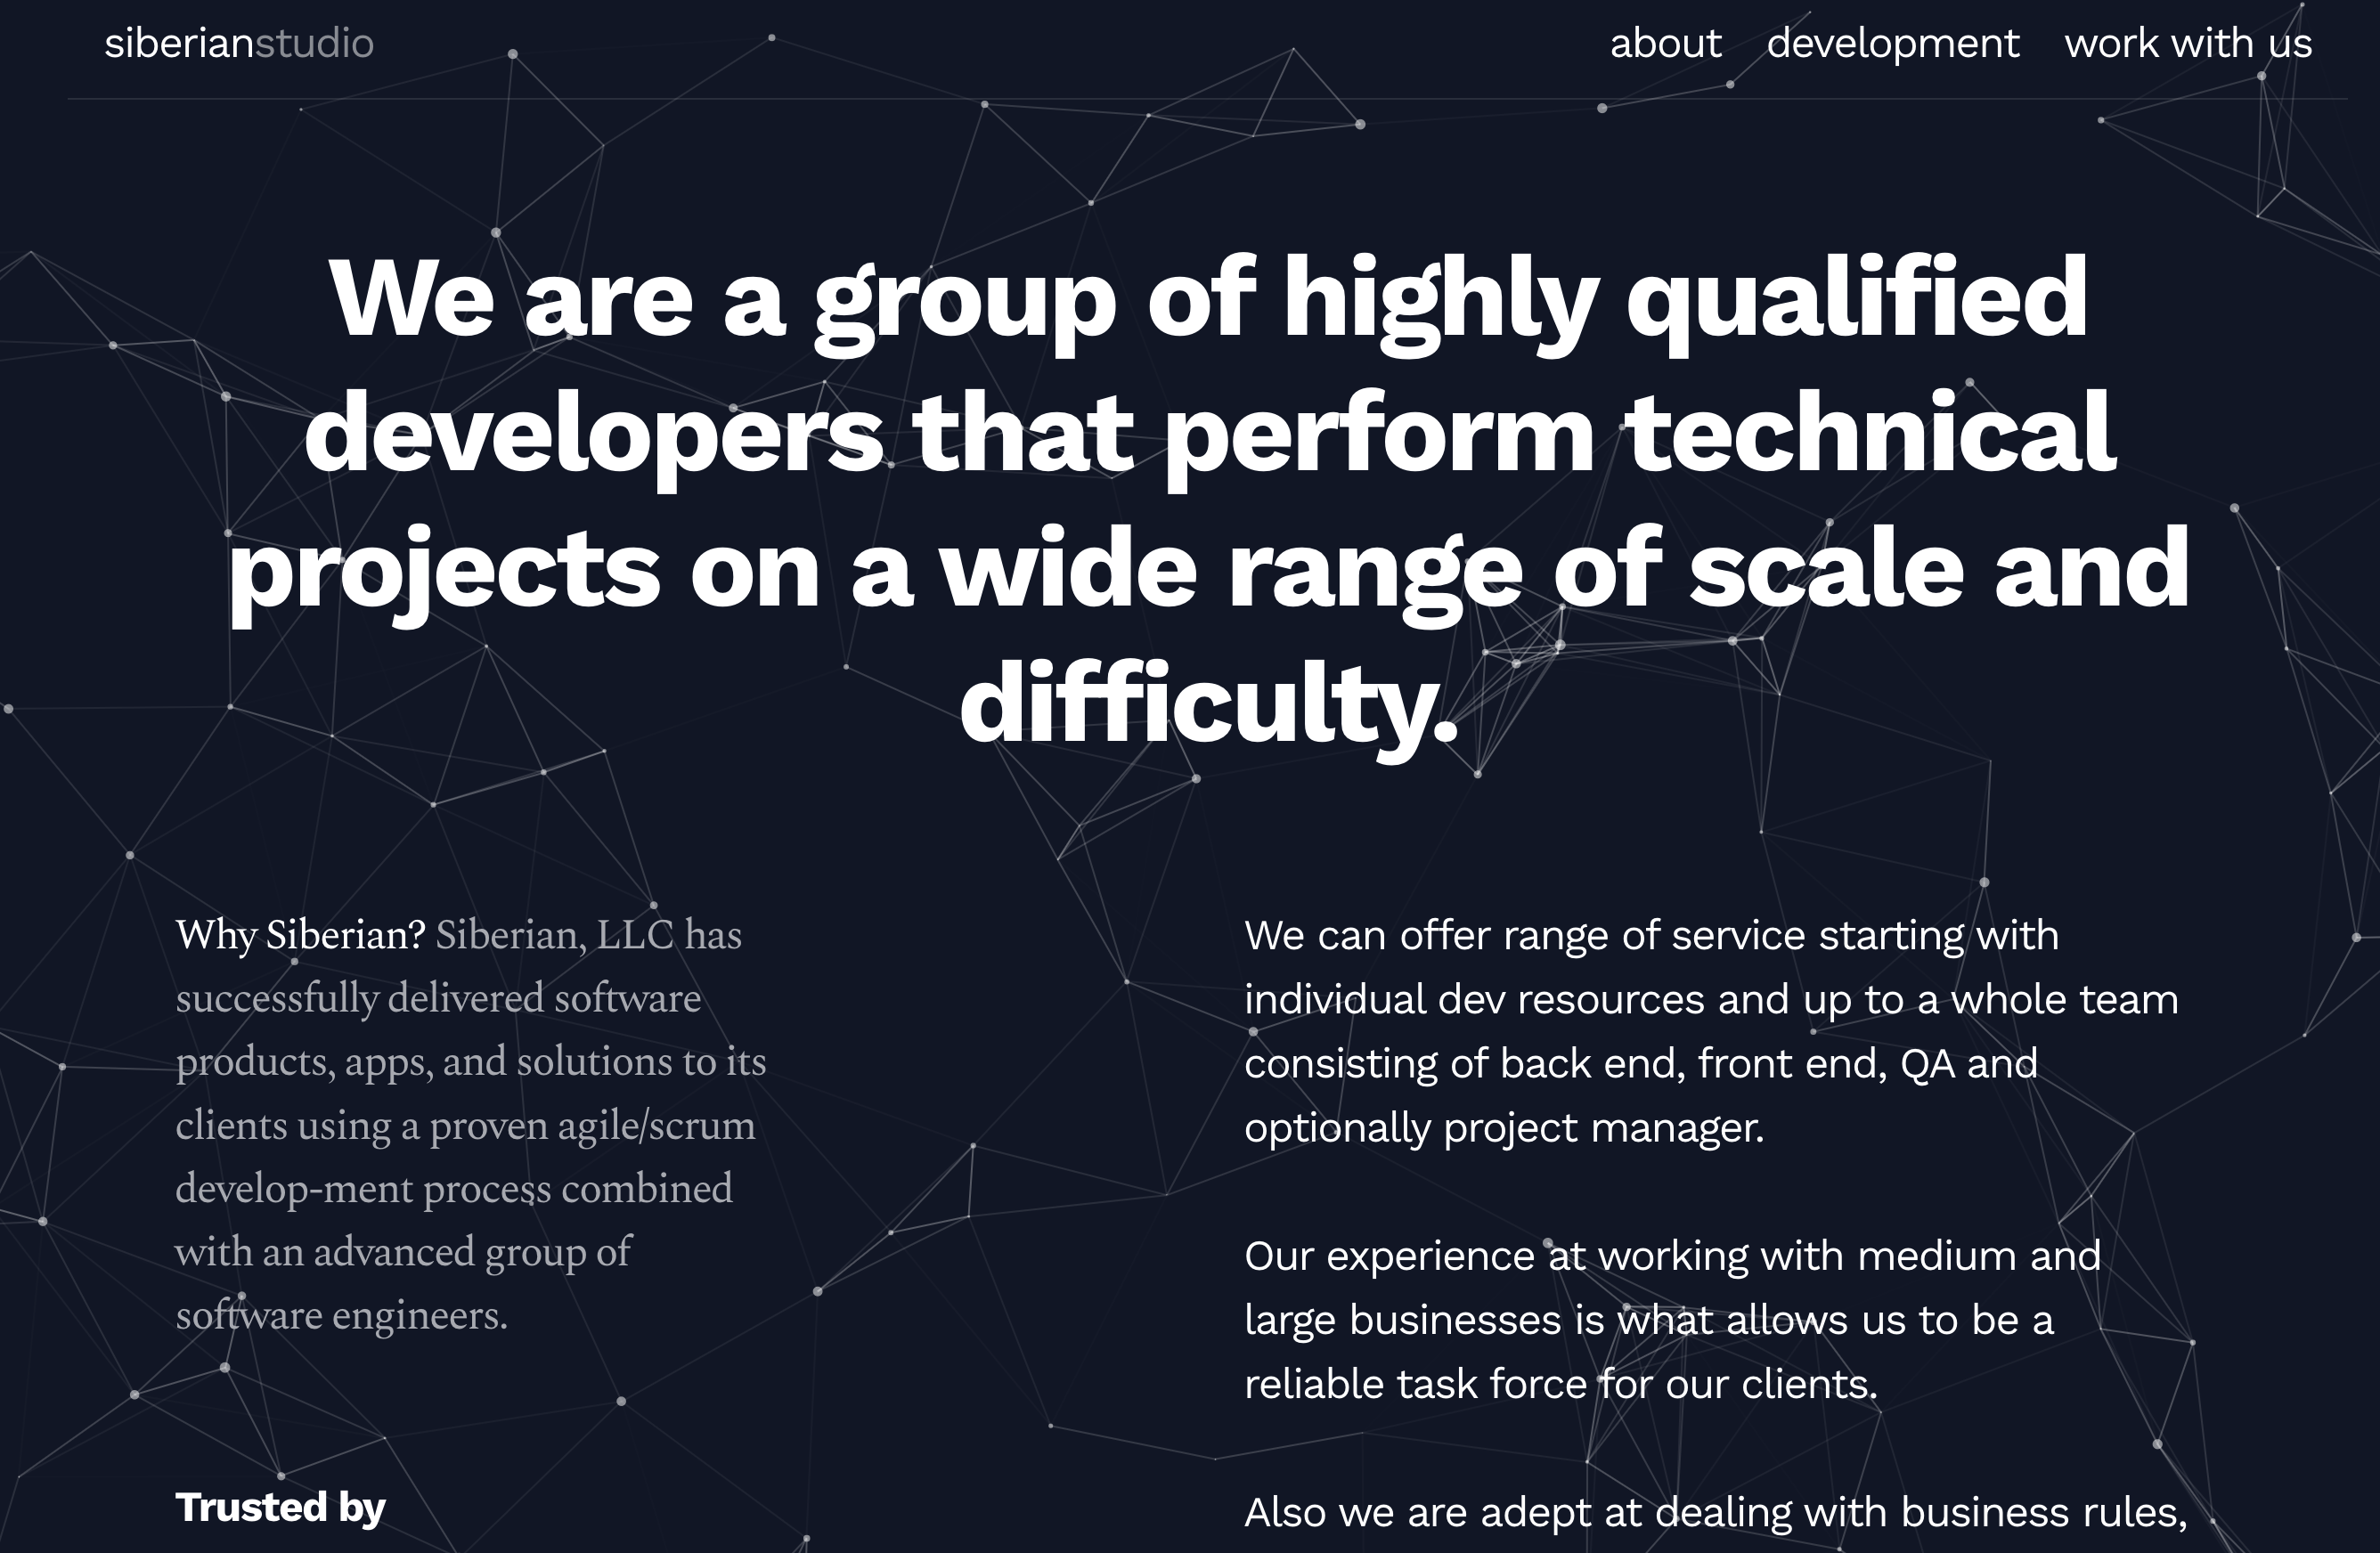 siberianstudio
about development work with us
We are a group of highly qualified
developers that perform technical
projects on a wide range of scale and
difficulty.
Why Siberian? Siberian, LLC has
successfully delivered software
products, apps, and solutions to its
clients using a proven agile/scrum
develop-ment process combined
with an advanced group of
software engineers.
Trusted by
We can offer range of service starting with
individual dev resources and up to a whole team
consisting of back end, front end, QA and
optionally project manager.
Our experience at working with medium and
large businesses is what allows us to be a
reliable task force for our clients.
Also we are adept at dealing with business rules,